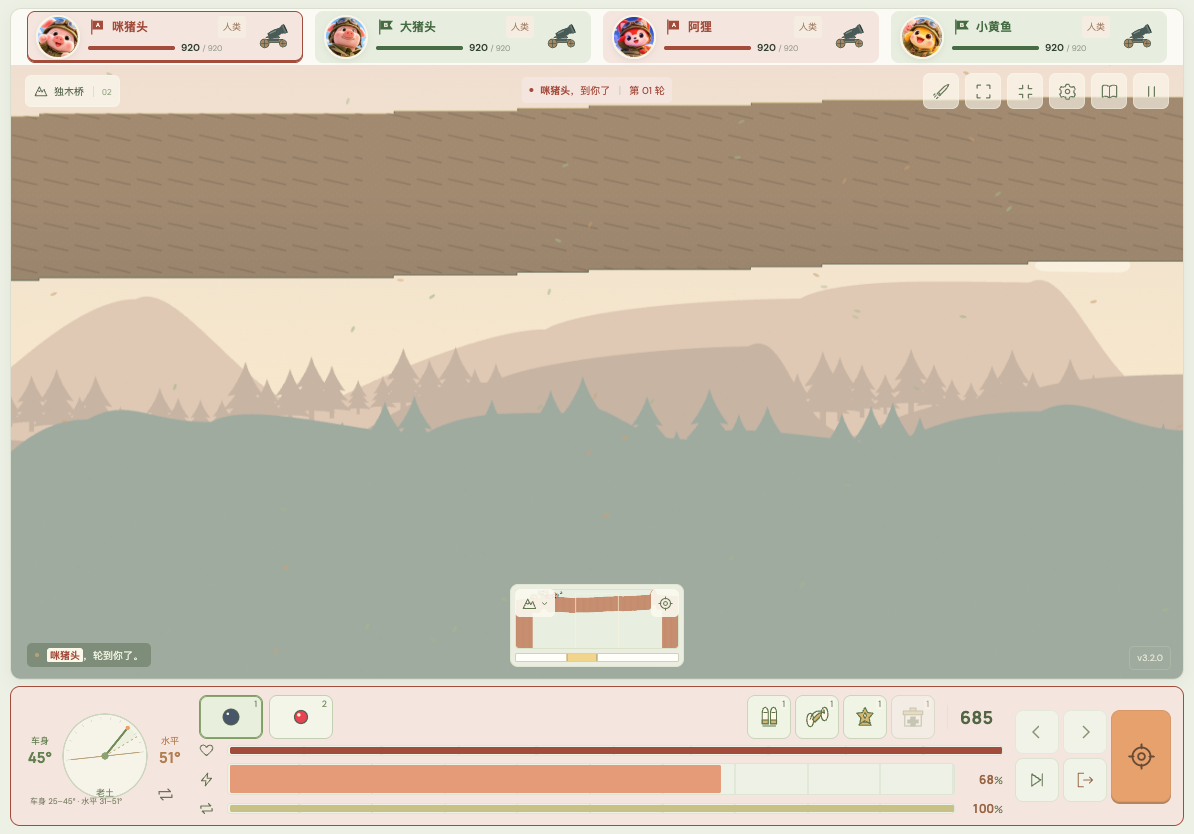 A 咪猪头 人类
920 / 920
B 大猪头 人类
920 / 920
A 阿狸 人类
920 / 920
B 小黄鱼 人类
920 / 920
独木桥 02
咪猪头，到你了 第 01 轮
咪猪头，轮到你了。
v3.2.0
车身
45°
水平
51°
老土
车身 25–45° · 水平 31–51°
1
2
1
1
1
1
685
68%
100%